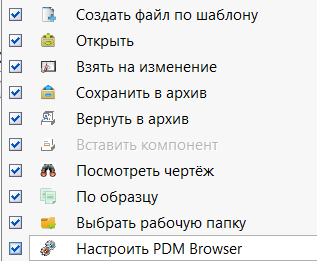 Создать файл по шаблону
Открыть
Взять на изменение
Сохранить в архив
Вернуть в архив
Вставить компонент
Посмотреть чертёж
По образцу
Выбрать рабочую папку
Настроить PDM Browser